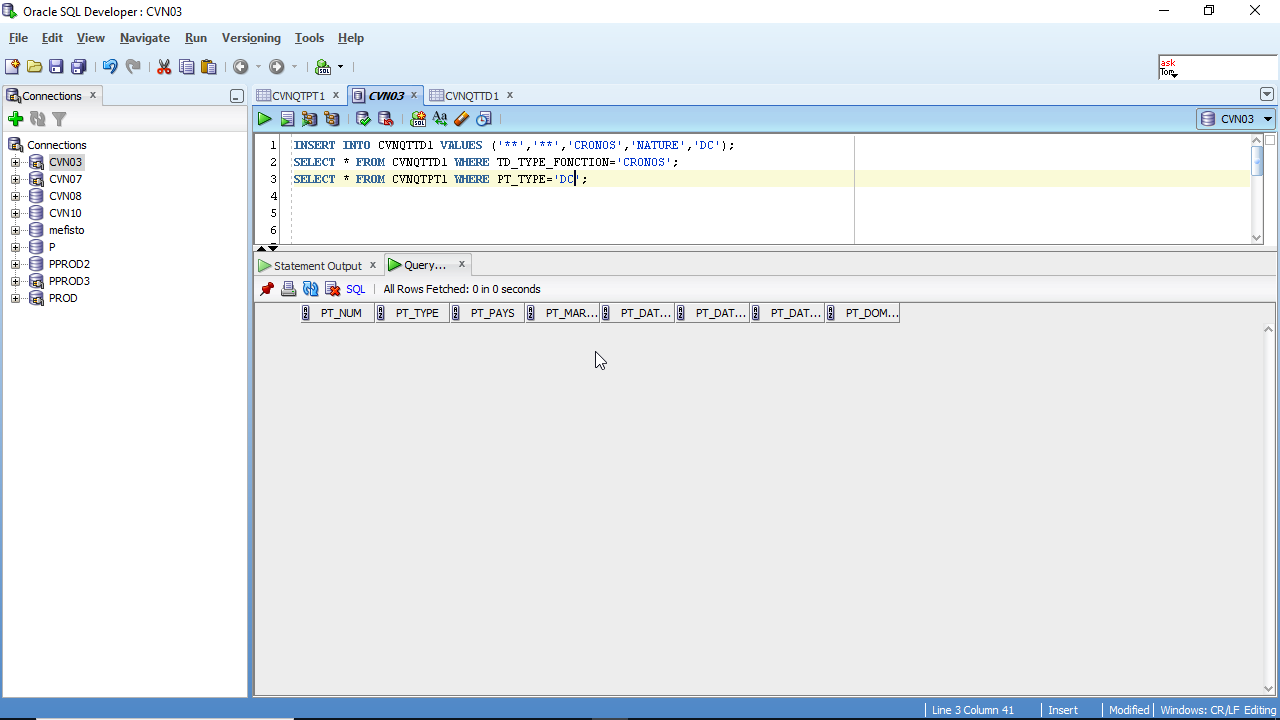 Oracle SQL Developer : CVN03
File Edit View Navigate Run Versioning Tools Help
ask
Tom
Connections x
CVNQTPT1 x CVN03 x CVNQTTD1 x
CVN03
Connections
CVN03
CVN07
CVN08
CVN10
mefisto
P
PPROD2
PPROD3
PROD
1 INSERT INTO CVNQTTD1 VALUES ('**','**','CRONOS','NATURE','DC');
2 SELECT * FROM CVNQTTD1 WHERE TD_TYPE_FONCTION='CRONOS';
3 SELECT * FROM CVNQTPT1 WHERE PT_TYPE='DC';
4
5
6
Statement Output x Query... x
SQL All Rows Fetched: 0 in 0 seconds
PT_NUM PT_TYPE PT_PAYS PT_MAR... PT_DAT... PT_DAT... PT_DAT... PT_DOM...
Line 3 Column 41 Insert Modified Windows: CR/LF Editing